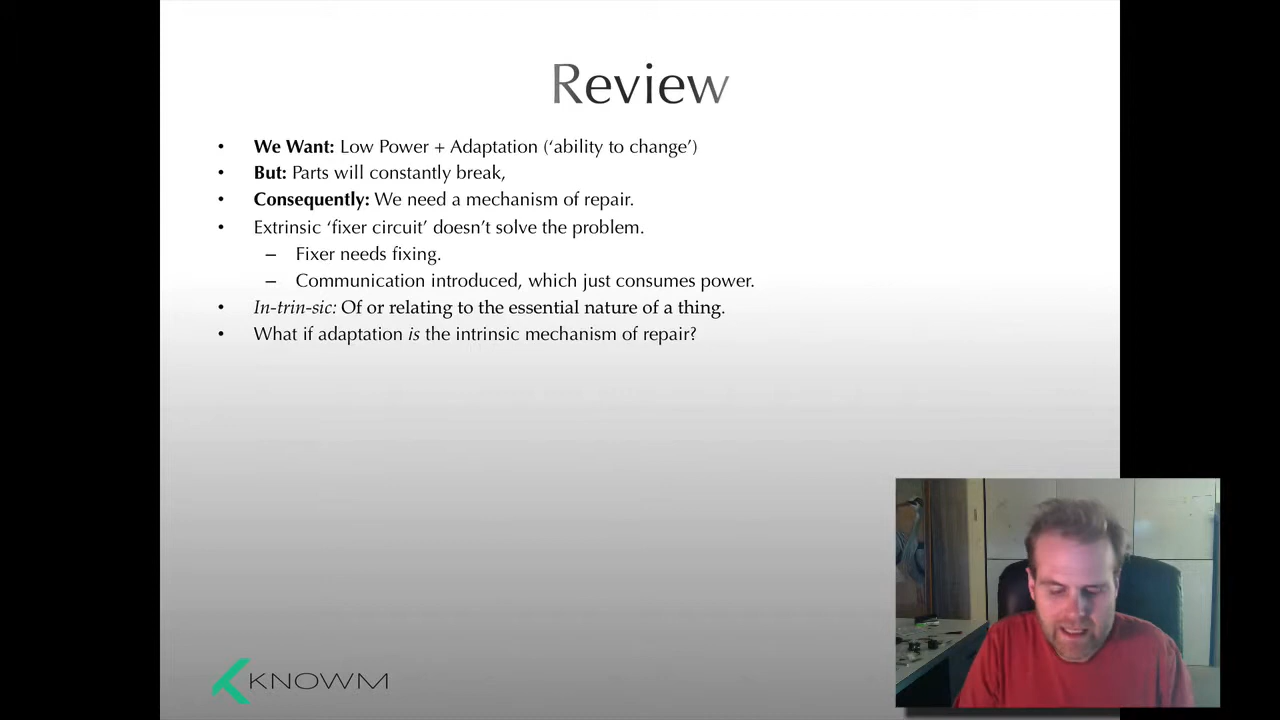 Review
• We Want: Low Power + Adaptation (‘ability to change’)
• But: Parts will constantly break,
• Consequently: We need a mechanism of repair.
• Extrinsic ‘fixer circuit’ doesn’t solve the problem.
– Fixer needs fixing.
– Communication introduced, which just consumes power.
• In-trin-sic: Of or relating to the essential nature of a thing.
• What if adaptation is the intrinsic mechanism of repair?
KNOWM